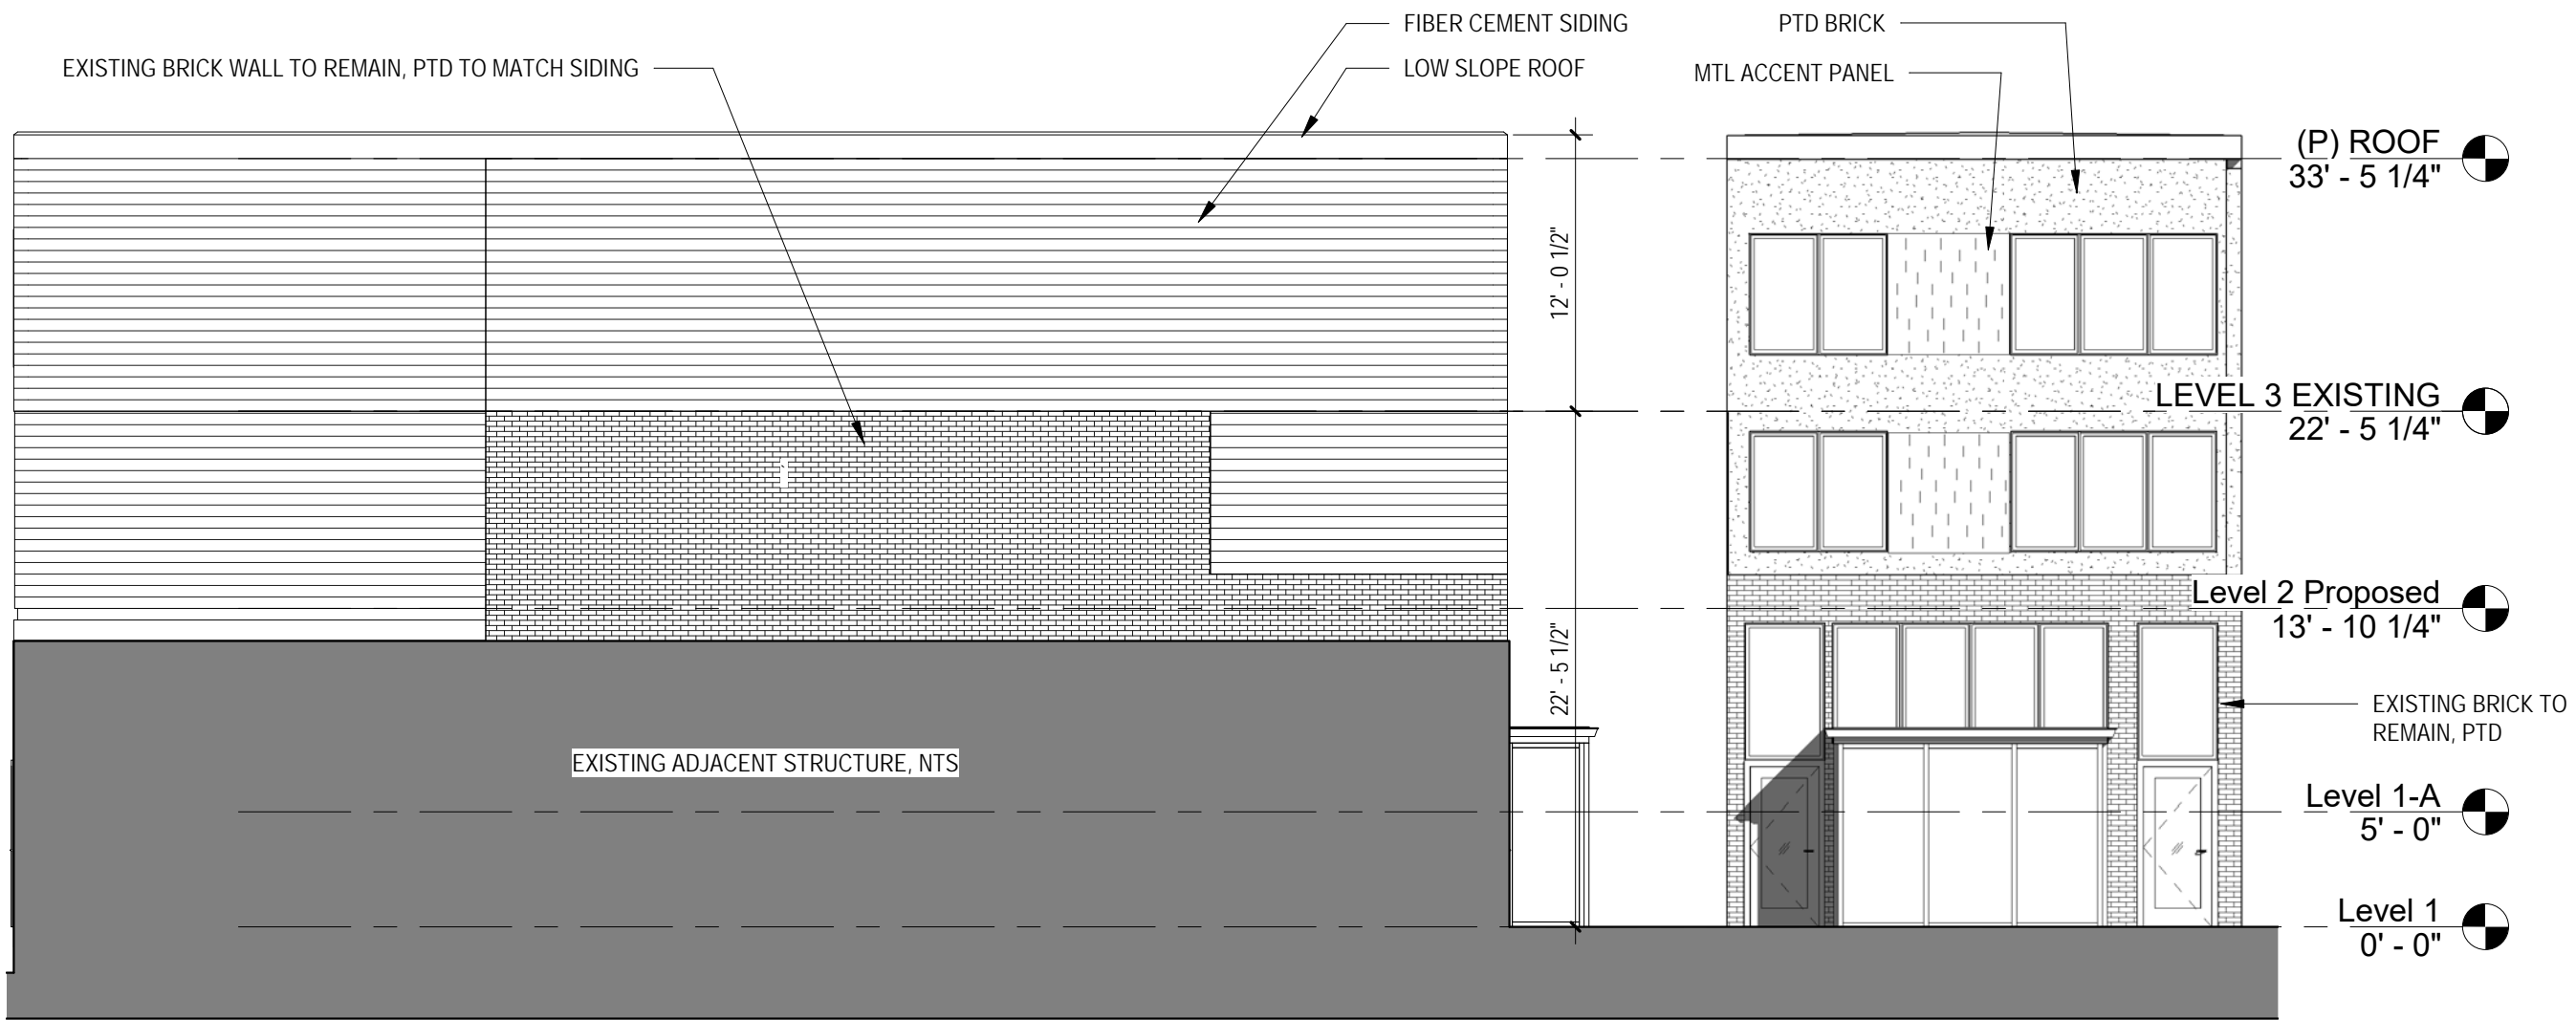 FIBER CEMENT SIDING
PTD BRICK
EXISTING BRICK WALL TO REMAIN, PTD TO MATCH SIDING
LOW SLOPE ROOF
MTL ACCENT PANEL
(P) ROOF
33' - 5 1/4"
12' - 0 1/2"
LEVEL 3 EXISTING
22' - 5 1/4"
Level 2 Proposed
13' - 10 1/4"
22' - 5 1/2"
EXISTING BRICK TO
REMAIN, PTD
EXISTING ADJACENT STRUCTURE, NTS
Level 1-A
5' - 0"
Level 1
0' - 0"